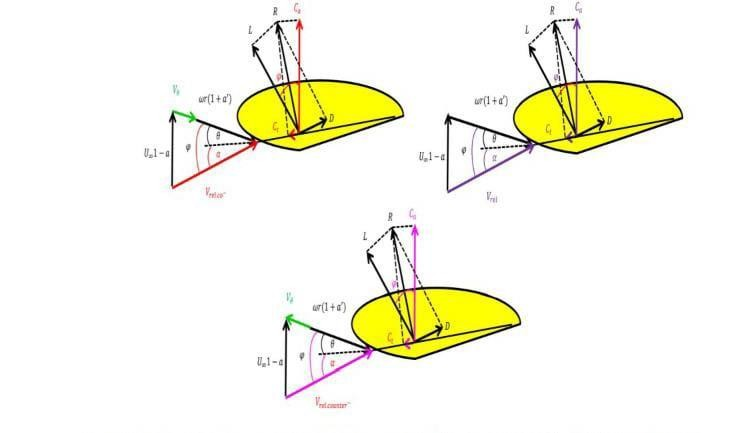 R
C_a
L
V_θ
φ
ωr(1+a′)
C_t
D
θ
φ
U_∞1−a
α
V_rel.co−
R
C_a
L
φ
ωr(1+a′)
C_t
D
θ
φ
U_∞1−a
α
V_rel
R
C_a
L
φ
V_θ
ωr(1+a′)
C_t
D
θ
φ
U_∞1−a
α
V_rel.counter−